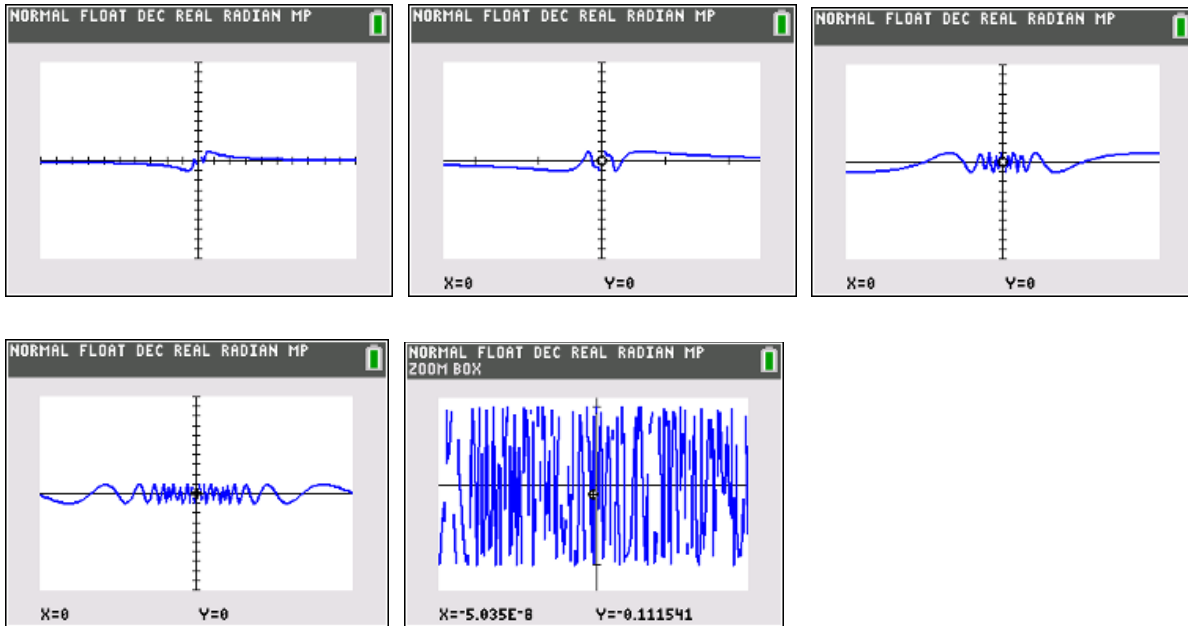 NORMAL FLOAT DEC REAL RADIAN MP
NORMAL FLOAT DEC REAL RADIAN MP
X=0 Y=0
NORMAL FLOAT DEC REAL RADIAN MP
X=0 Y=0
NORMAL FLOAT DEC REAL RADIAN MP
X=0 Y=0
NORMAL FLOAT DEC REAL RADIAN MP
ZOOM BOX
X=-5.035E-8 Y=-0.111541